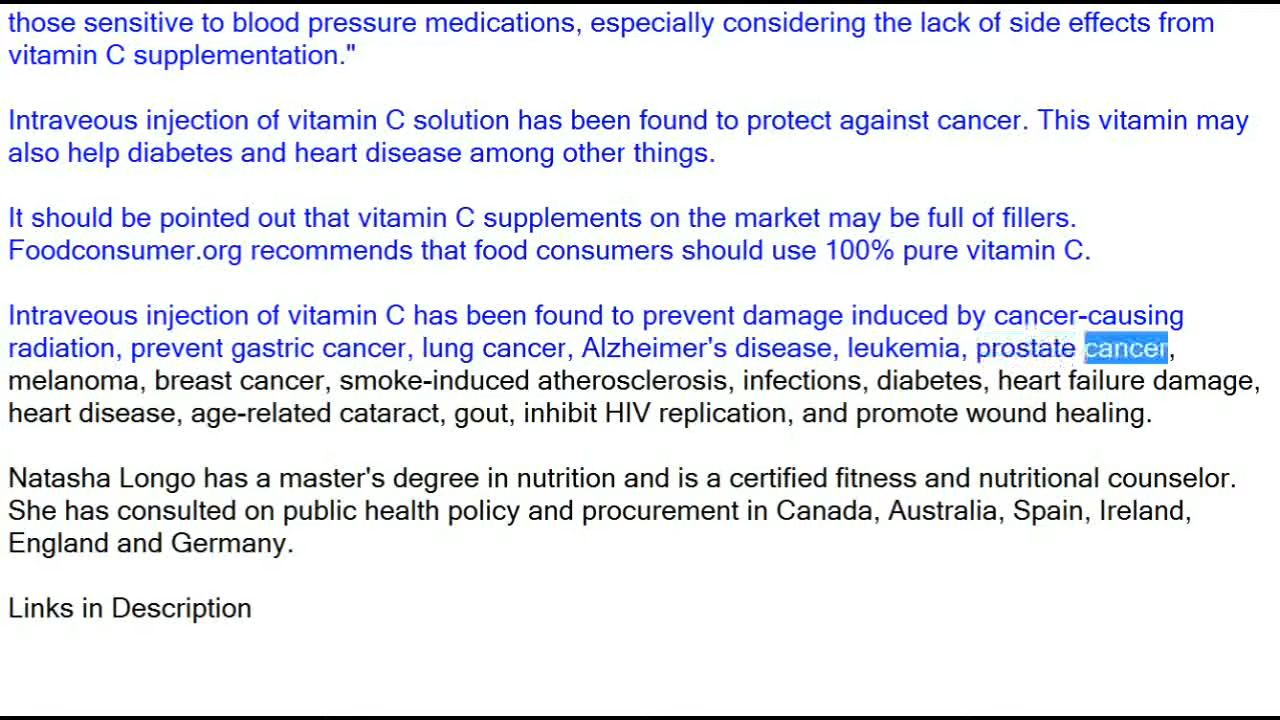 those sensitive to blood pressure medications, especially considering the lack of side effects from
vitamin C supplementation."
Intraveous injection of vitamin C solution has been found to protect against cancer. This vitamin may
also help diabetes and heart disease among other things.
It should be pointed out that vitamin C supplements on the market may be full of fillers.
Foodconsumer.org recommends that food consumers should use 100% pure vitamin C.
Intraveous injection of vitamin C has been found to prevent damage induced by cancer-causing
radiation, prevent gastric cancer, lung cancer, Alzheimer's disease, leukemia, prostate cancer,
melanoma, breast cancer, smoke-induced atherosclerosis, infections, diabetes, heart failure damage,
heart disease, age-related cataract, gout, inhibit HIV replication, and promote wound healing.
Natasha Longo has a master's degree in nutrition and is a certified fitness and nutritional counselor.
She has consulted on public health policy and procurement in Canada, Australia, Spain, Ireland,
England and Germany.
Links in Description